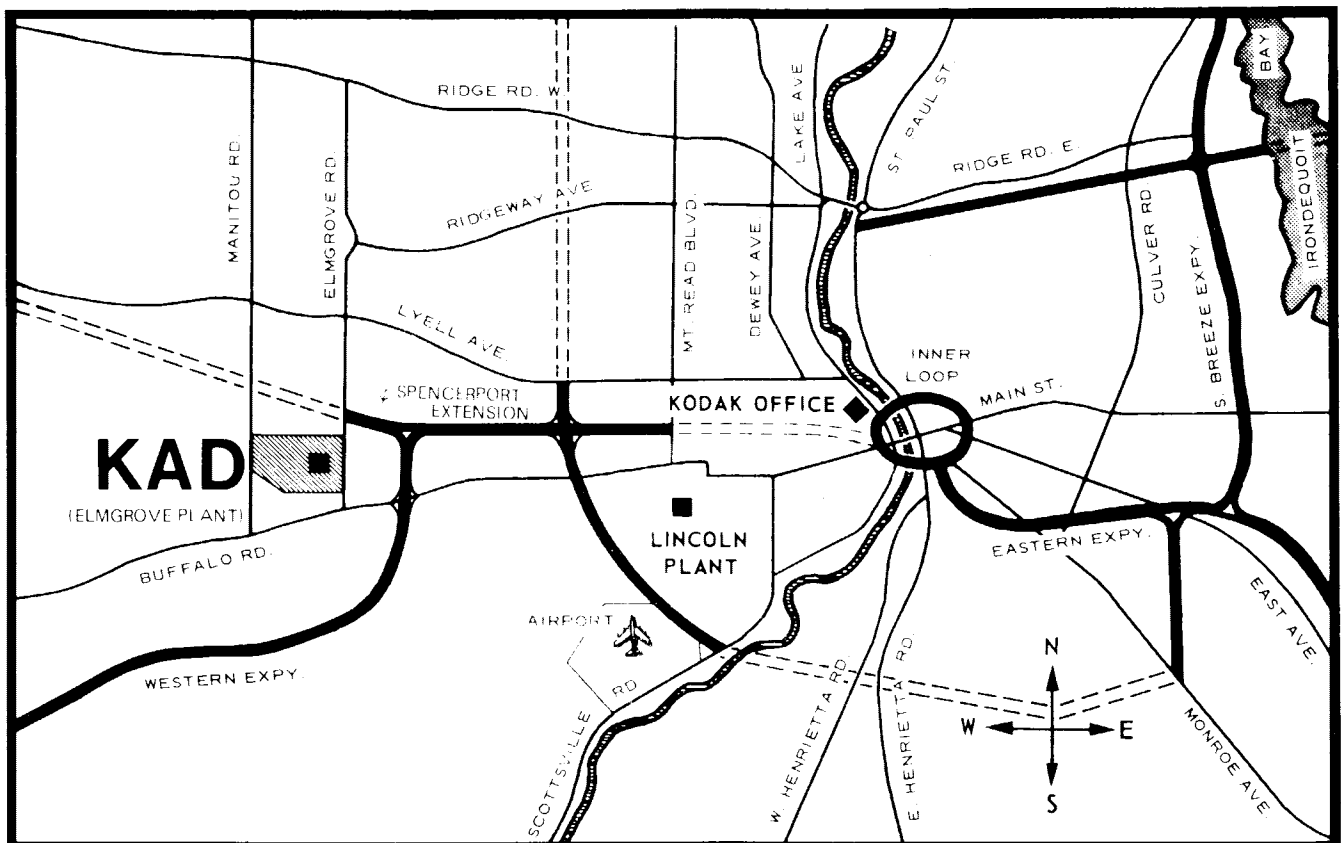 BAY
IRONDEQUOIT
RIDGE RD. W.
LAKE AVE
ST. PAUL ST.
RIDGE RD. E.
MANITOU RD.
ELMGROVE RD.
RIDGEWAY AVE
MT. READ BLVD.
DEWEY AVE.
CULVER RD
S. BREEZE EXPY.
LYELL AVE.
INNER
LOOP
MAIN ST.
SPENCERPORT
EXTENSION
KODAK OFFICE
KAD
(ELMGROVE PLANT)
BUFFALO RD.
LINCOLN
PLANT
EASTERN EXPY.
EAST AVE.
AIRPORT
WESTERN EXPY.
SCOTTSVILLE RD
W. HENRIETTA RD.
E. HENRIETTA RD.
MONROE AVE.
N
W
E
S